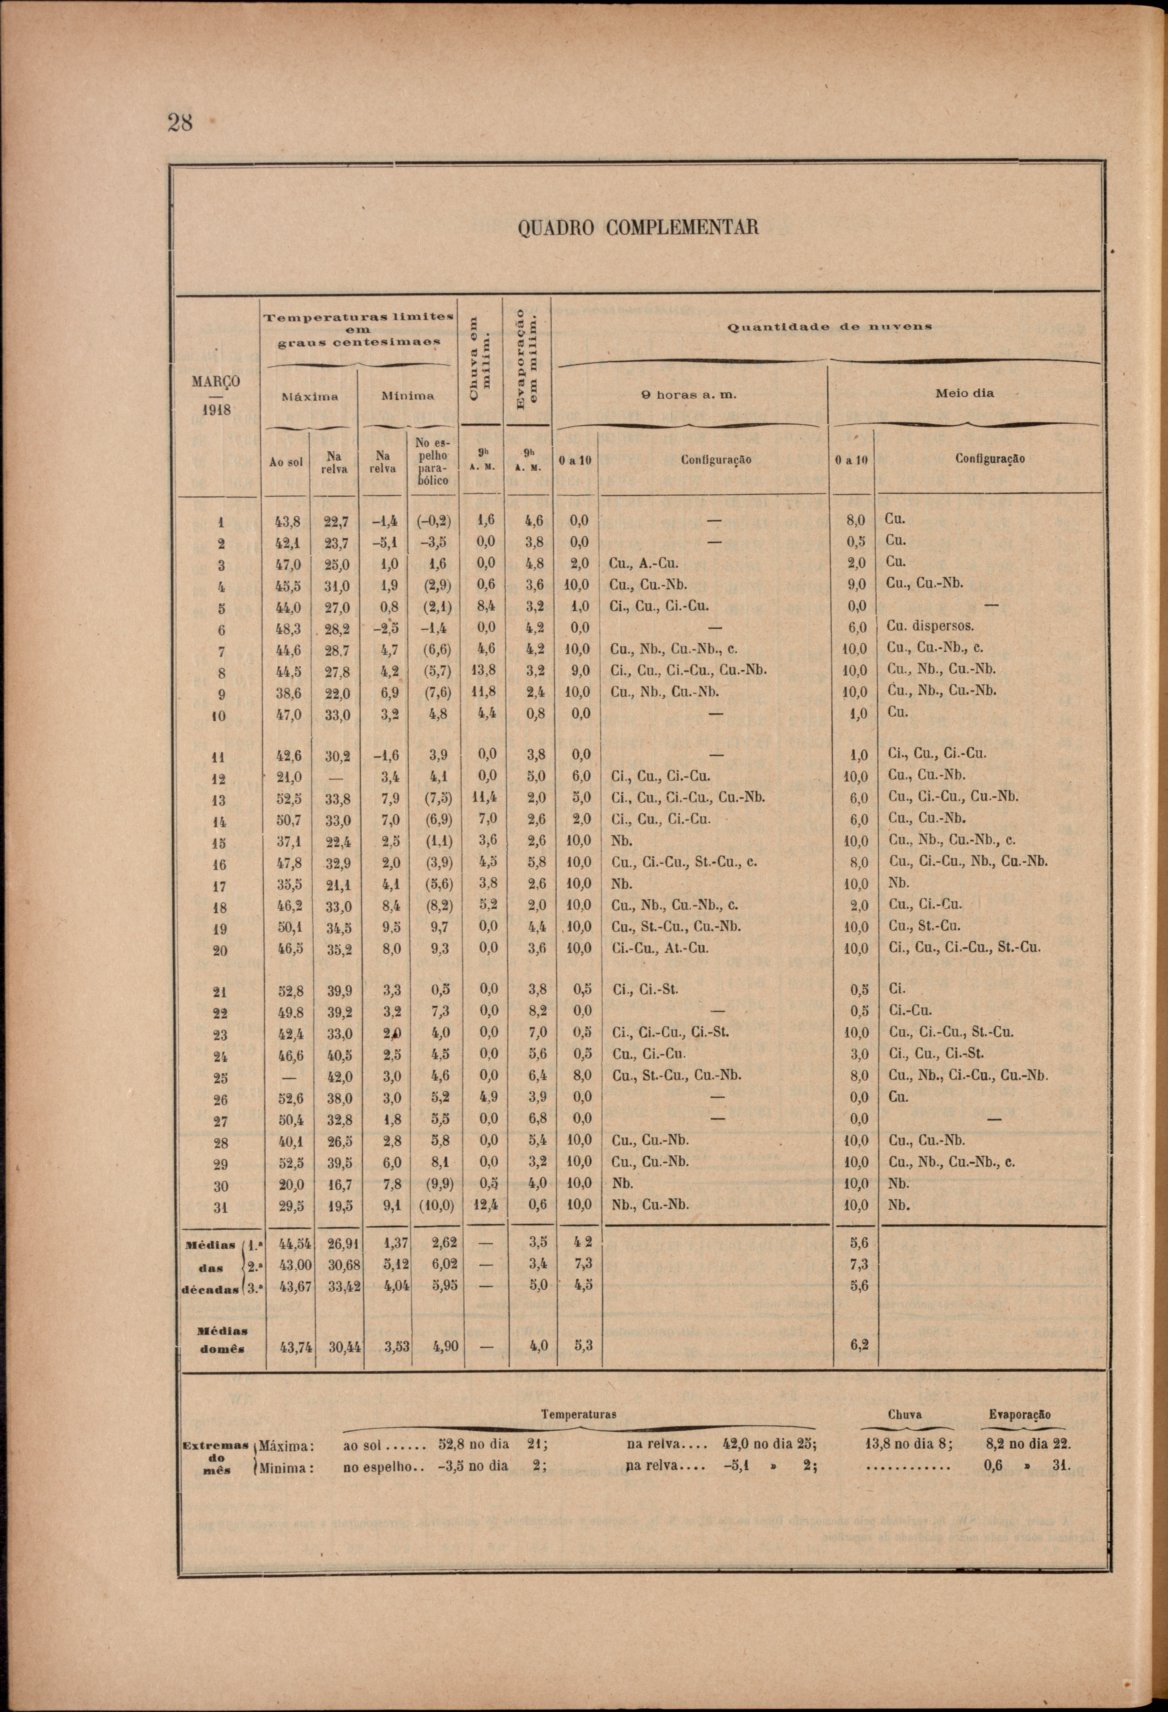 28
QUADRO COMPLEMENTAR
MARÇO
1918
Temperaturas limites
em
graus centesimaes
Chuva em milim.
Evaporação em milim.
Quantidade de nuvens
Máxima Minima 9 horas a. m. Meio dia
Ao sol Na relva Na relva No espelho parabólico 9h A. M. 9h A. M. 0 a 10 Configuração 0 a 10 Configuração
1 43,8 22,7 –1,4 (–0,2) 1,6 4,6 0,0 — 8,0 Cu.
2 42,1 23,7 –5,1 –3,5 0,0 3,8 0,0 — 0,5 Cu.
3 47,0 25,0 1,0 1,6 0,0 4,8 2,0 Cu., A.-Cu. 2,0 Cu.
4 45,5 31,0 1,9 (2,9) 0,6 3,6 10,0 Cu., Cu.-Nb. 9,0 Cu., Cu.-Nb.
5 44,0 27,0 0,8 (2,1) 8,4 3,2 1,0 Ci., Cu., Ci.-Cu. 0,0 —
6 48,3 28,2 –2,5 –1,4 0,0 4,2 0,0 — 6,0 Cu. dispersos.
7 44,6 28,7 4,7 (6,6) 4,6 4,2 10,0 Cu., Nb., Cu.-Nb., c. 10,0 Cu., Cu.-Nb., c.
8 44,5 27,8 4,2 (5,7) 13,8 3,2 9,0 Ci., Cu., Ci.-Cu., Cu.-Nb. 10,0 Cu., Nb., Cu.-Nb.
9 38,6 22,0 6,9 (7,6) 11,8 2,4 10,0 Cu., Nb., Cu.-Nb. 10,0 Cu., Nb., Cu.-Nb.
10 47,0 33,0 3,2 4,8 4,4 0,8 0,0 — 1,0 Cu.
11 42,6 30,2 –1,6 3,9 0,0 3,8 0,0 — 1,0 Ci., Cu., Ci.-Cu.
12 21,0 — 3,4 4,1 0,0 5,0 6,0 Ci., Cu., Ci.-Cu. 10,0 Cu., Cu.-Nb.
13 52,5 33,8 7,9 (7,5) 11,4 2,0 5,0 Ci., Cu., Ci.-Cu., Cu.-Nb. 6,0 Cu., Ci.-Cu., Cu.-Nb.
14 50,7 33,0 7,0 (6,9) 7,0 2,6 2,0 Ci., Cu., Ci.-Cu. 6,0 Cu., Cu.-Nb.
15 37,1 22,4 2,5 (1,1) 3,6 2,6 10,0 Nb. 10,0 Cu., Nb., Cu.-Nb., c.
16 47,8 32,9 2,0 (3,9) 4,5 5,8 10,0 Cu., Ci.-Cu., St.-Cu., c. 8,0 Cu., Ci.-Cu., Nb., Cu.-Nb.
17 35,5 21,1 4,1 (5,6) 3,8 2,6 10,0 Nb. 10,0 Nb.
18 46,2 33,0 8,4 (8,2) 5,2 2,0 10,0 Cu., Nb., Cu.-Nb., c. 2,0 Cu., Ci.-Cu.
19 50,1 34,5 9,5 9,7 0,0 4,4 10,0 Cu., St.-Cu., Cu.-Nb. 10,0 Cu., St.-Cu.
20 46,5 35,2 8,0 9,3 0,0 3,6 10,0 Ci.-Cu., At.-Cu. 10,0 Ci., Cu., Ci.-Cu., St.-Cu.
21 52,8 39,9 3,3 0,5 0,0 3,8 0,5 Ci., Ci.-St. 0,5 Ci.
22 49,8 39,2 3,2 7,3 0,0 8,2 0,0 — 0,5 Ci.-Cu.
23 42,4 33,0 2,0 4,0 0,0 7,0 0,5 Ci., Ci.-Cu., Ci.-St. 10,0 Cu., Ci.-Cu., St.-Cu.
24 46,6 40,5 2,5 4,5 0,0 5,6 0,5 Cu., Ci.-Cu. 3,0 Ci., Cu., Ci.-St.
25 — 42,0 3,0 4,6 0,0 6,4 8,0 Cu., St.-Cu., Cu.-Nb. 8,0 Cu., Nb., Ci.-Cu., Cu.-Nb.
26 52,6 38,0 3,0 5,2 4,9 3,9 0,0 — 0,0 Cu.
27 50,4 32,8 1,8 5,5 0,0 6,8 0,0 — 0,0 —
28 40,1 26,5 2,8 5,8 0,0 5,4 10,0 Cu., Cu.-Nb. 10,0 Cu., Cu.-Nb.
29 52,5 39,5 6,0 8,1 0,0 3,2 10,0 Cu., Cu.-Nb. 10,0 Cu., Nb., Cu.-Nb., c.
30 20,0 16,7 7,8 (9,9) 0,5 4,0 10,0 Nb. 10,0 Nb.
31 29,5 19,5 9,1 (10,0) 12,4 0,6 10,0 Nb., Cu.-Nb. 10,0 Nb.
Médias 1.ª 44,54 26,91 1,37 2,62 — 3,5 4 2 5,6
das 2.ª 43,00 30,68 5,12 6,02 — 3,4 7,3 7,3
décadas 3.ª 43,67 33,42 4,04 5,95 — 5,0 4,5 5,6
Médias
domês 43,74 30,44 3,53 4,90 — 4,0 5,3 6,2
Temperaturas Chuva Evaporação
Extremas do mês
Máxima: ao sol...... 52,8 no dia 21; na relva.... 42,0 no dia 25; 13,8 no dia 8; 8,2 no dia 22.
Minima: no espelho.. –3,5 no dia 2; na relva.... –5,1 » 2; ............ 0,6 » 31.